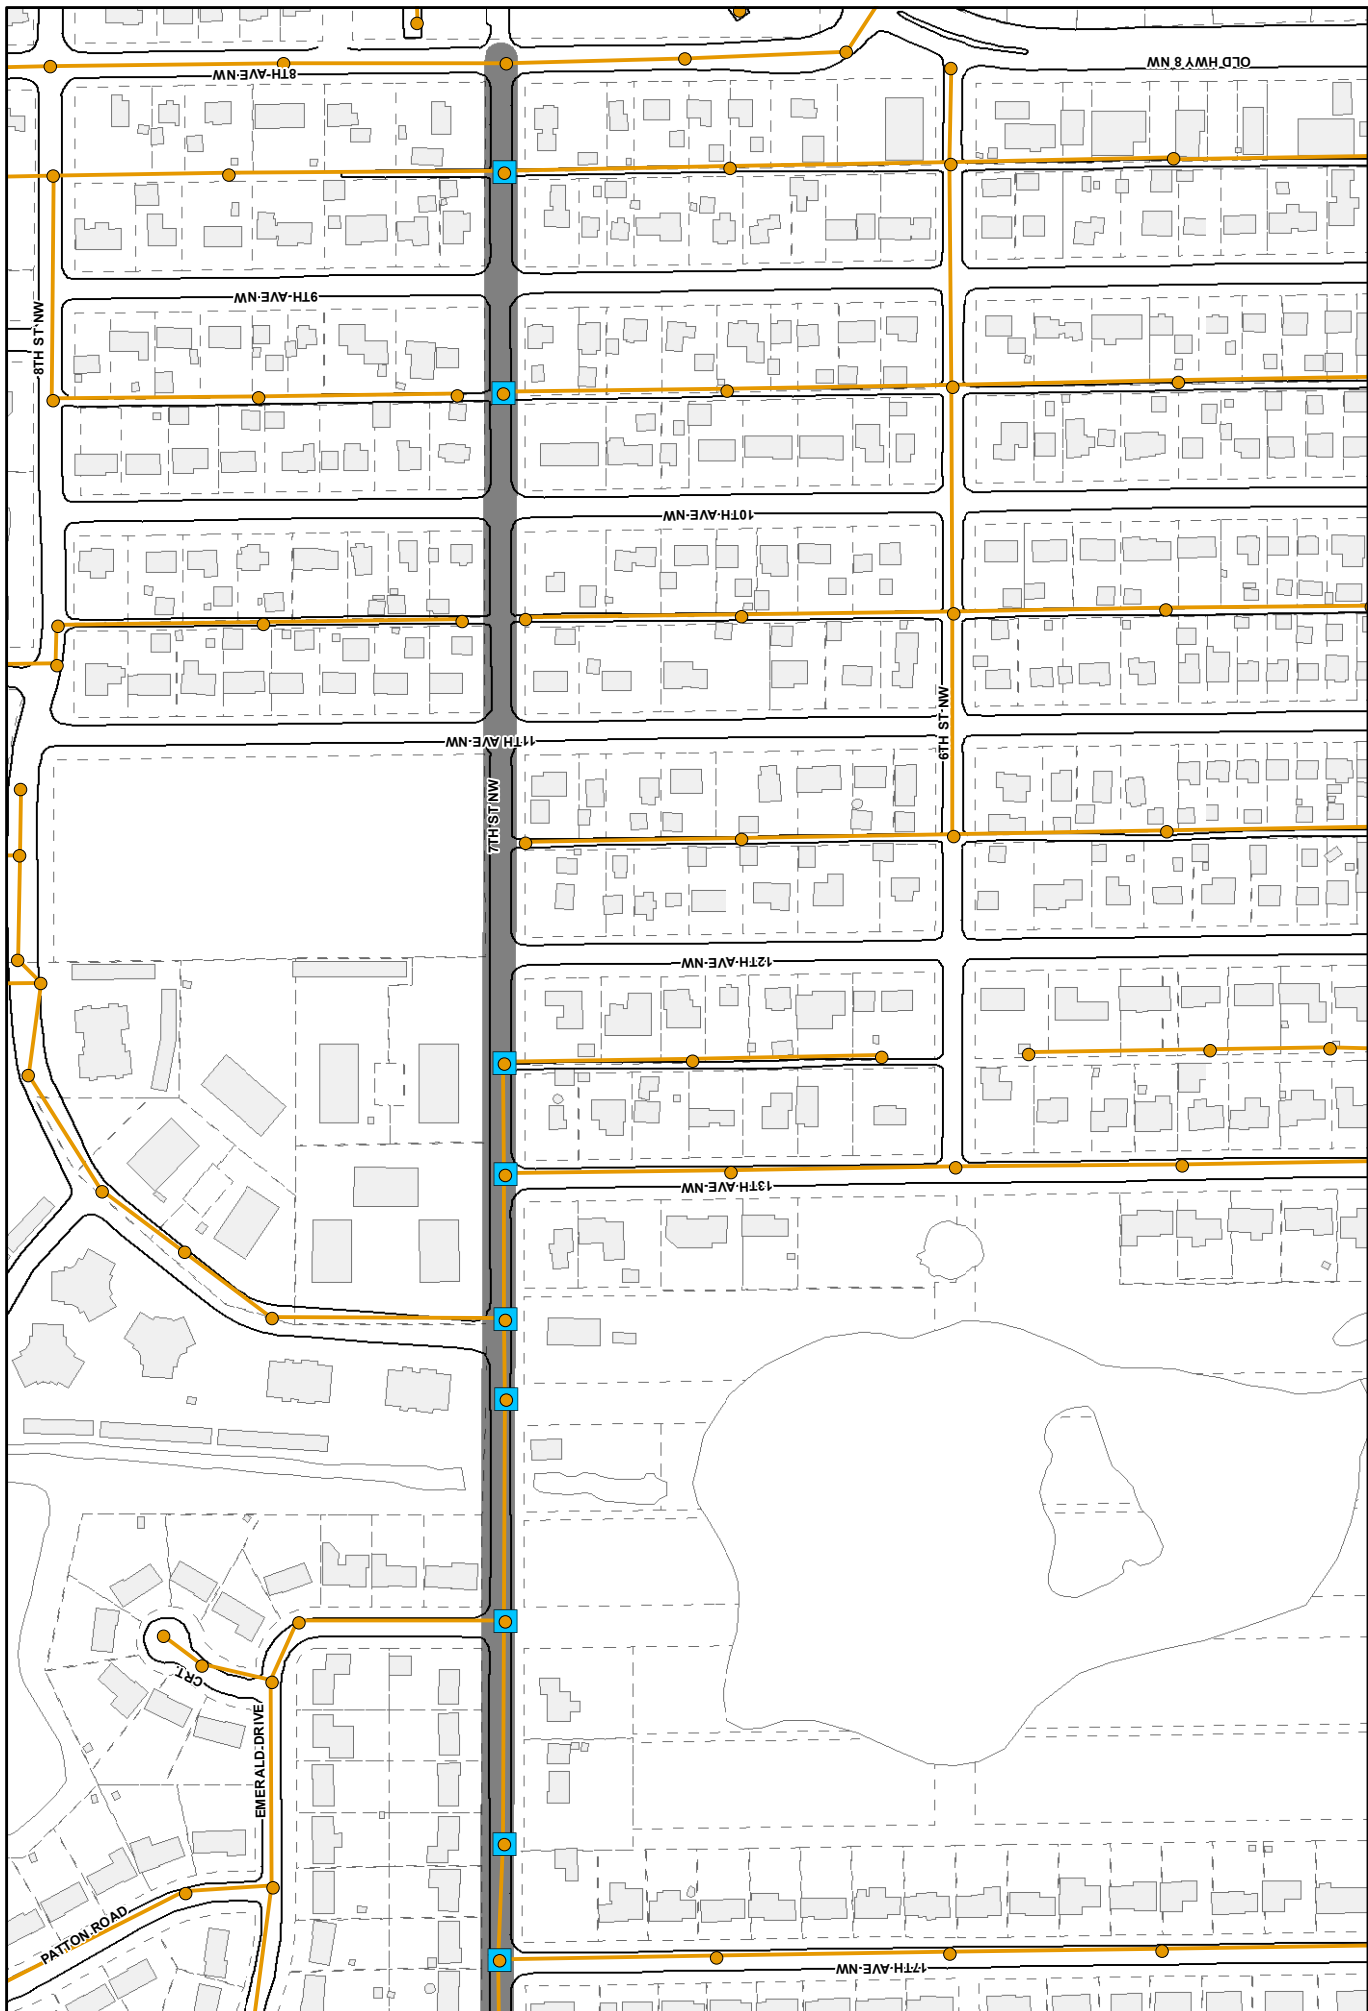 8TH AVE NW
OLD HWY 8 NW
9TH AVE NW
8TH ST NW
10TH AVE NW
6TH ST NW
11TH AVE NW
7TH ST NW
12TH AVE NW
13TH AVE NW
CRT.
EMERALD DRIVE
PATTON ROAD
17TH AVE NW